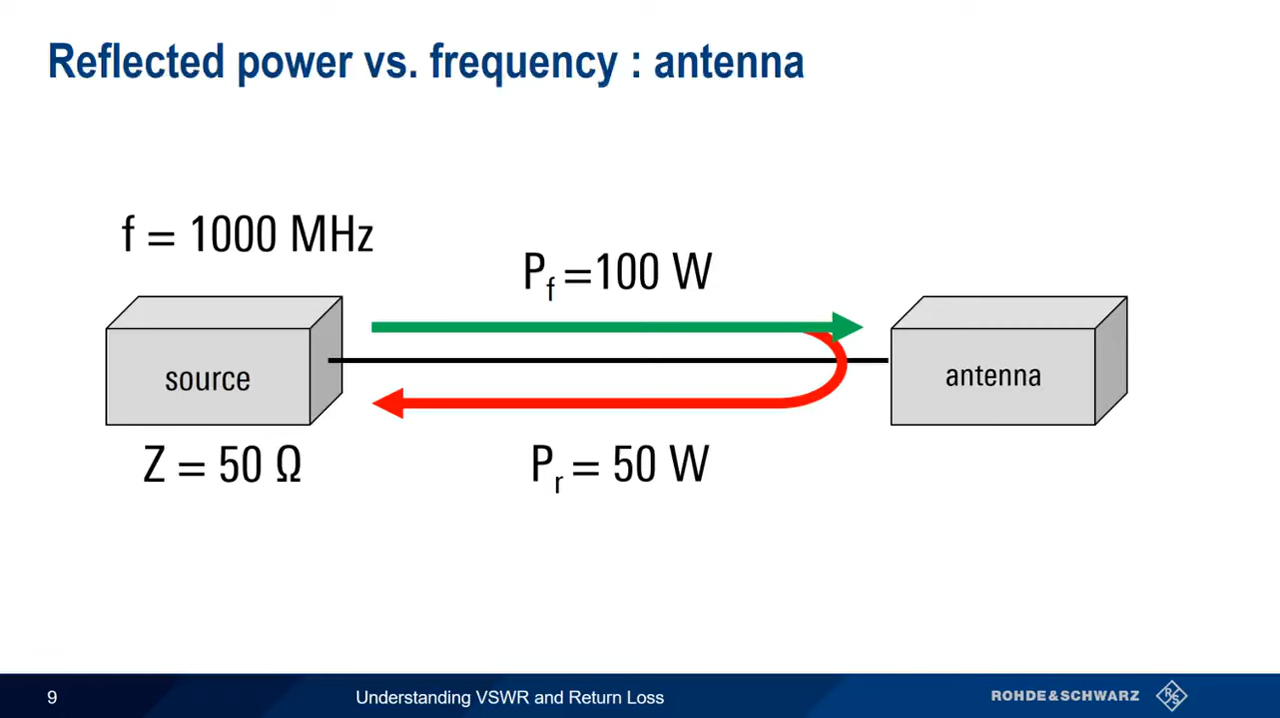 Reflected power vs. frequency : antenna
f = 1000 MHz
Pf =100 W
source
antenna
Z = 50 Ω
Pr = 50 W
9
Understanding VSWR and Return Loss
ROHDE&SCHWARZ
R&S